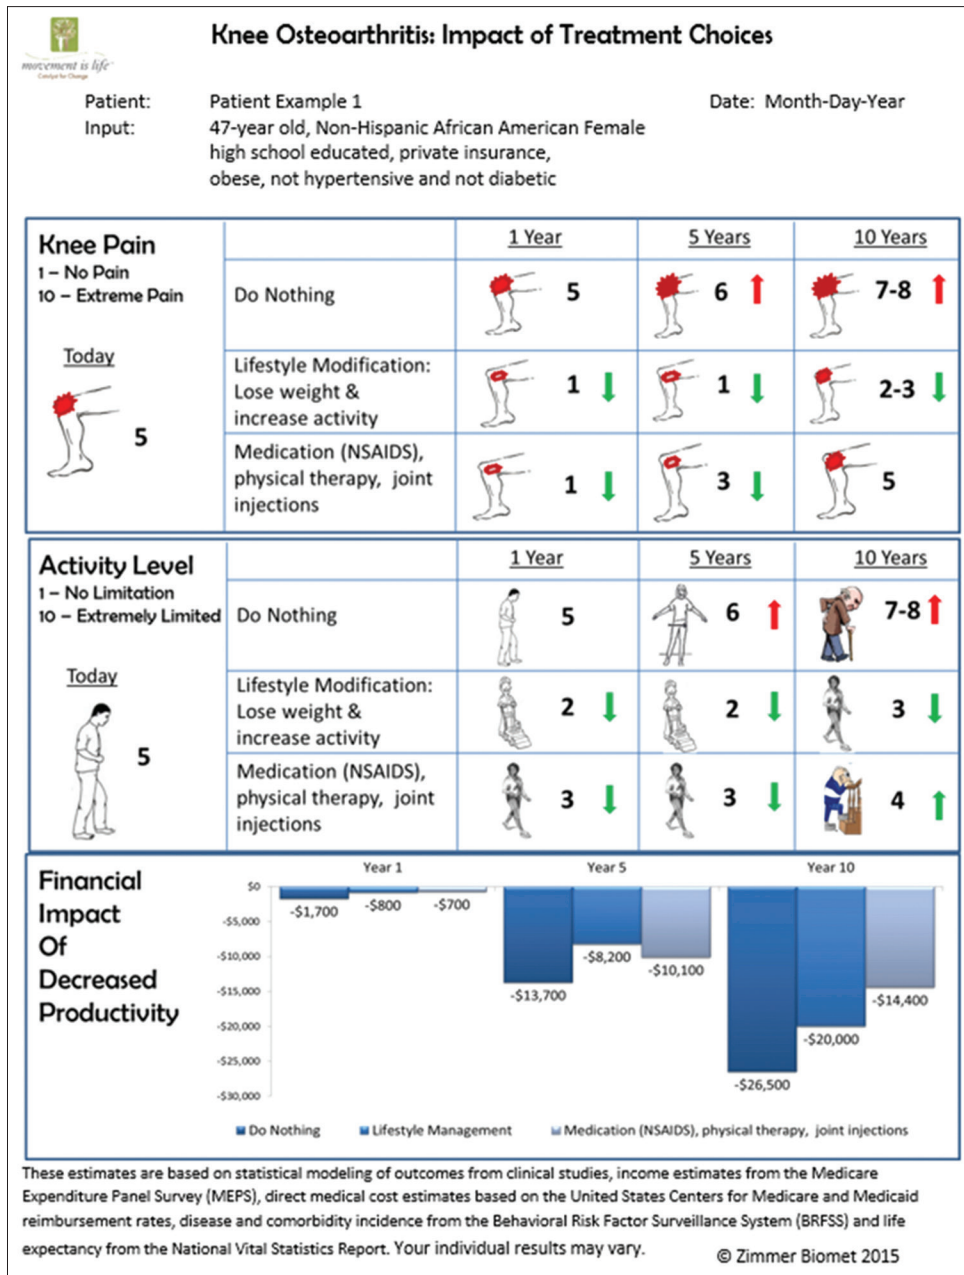 movement is life
Catalyst for Change
Knee Osteoarthritis: Impact of Treatment Choices
Patient: Patient Example 1 Date: Month-Day-Year
Input: 47-year old, Non-Hispanic African American Female
high school educated, private insurance,
obese, not hypertensive and not diabetic
Knee Pain
1 – No Pain
10 – Extreme Pain
Today
5
1 Year 5 Years 10 Years
Do Nothing 5 6 7-8
Lifestyle Modification:
Lose weight &
increase activity
1 1 2-3
Medication (NSAIDS),
physical therapy, joint
injections
1 3 5
Activity Level
1 – No Limitation
10 – Extremely Limited
Today
5
1 Year 5 Years 10 Years
Do Nothing 5 6 7-8
Lifestyle Modification:
Lose weight &
increase activity
2 2 3
Medication (NSAIDS),
physical therapy, joint
injections
3 3 4
Financial
Impact
Of
Decreased
Productivity
Year 1 Year 5 Year 10
$0
-$5,000
-$10,000
-$15,000
-$20,000
-$25,000
-$30,000
-$1,700 -$800 -$700
-$13,700 -$8,200 -$10,100
-$26,500 -$20,000 -$14,400
Do Nothing Lifestyle Management Medication (NSAIDS), physical therapy, joint injections
These estimates are based on statistical modeling of outcomes from clinical studies, income estimates from the Medicare
Expenditure Panel Survey (MEPS), direct medical cost estimates based on the United States Centers for Medicare and Medicaid
reimbursement rates, disease and comorbidity incidence from the Behavioral Risk Factor Surveillance System (BRFSS) and life
expectancy from the National Vital Statistics Report. Your individual results may vary.
© Zimmer Biomet 2015